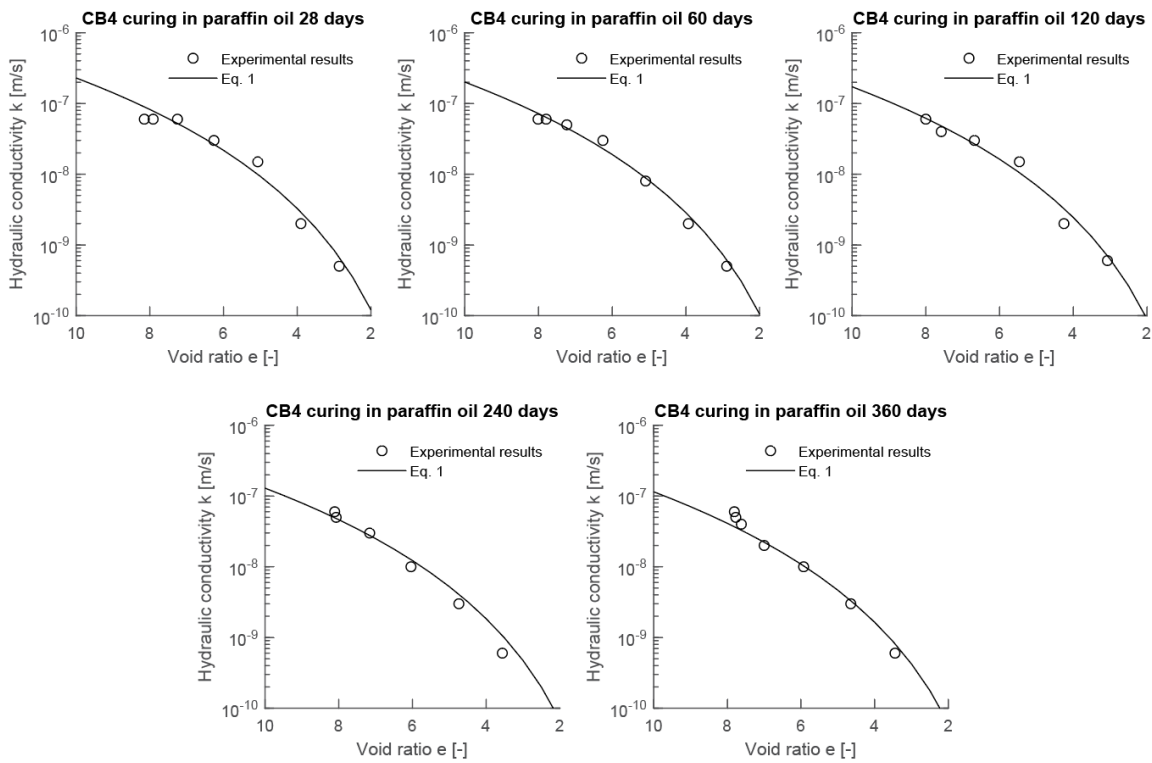 CB4 curing in paraffin oil 28 days
10-6
10-7
10-8
10-9
10-10
Hydraulic conductivity k [m/s]
Experimental results
Eq. 1
10 8 6 4 2
Void ratio e [-]
CB4 curing in paraffin oil 60 days
10-6
10-7
10-8
10-9
10-10
Hydraulic conductivity k [m/s]
Experimental results
Eq. 1
10 8 6 4 2
Void ratio e [-]
CB4 curing in paraffin oil 120 days
10-6
10-7
10-8
10-9
10-10
Hydraulic conductivity k [m/s]
Experimental results
Eq. 1
10 8 6 4 2
Void ratio e [-]
CB4 curing in paraffin oil 240 days
10-6
10-7
10-8
10-9
10-10
Hydraulic conductivity k [m/s]
Experimental results
Eq. 1
10 8 6 4 2
Void ratio e [-]
CB4 curing in paraffin oil 360 days
10-6
10-7
10-8
10-9
10-10
Hydraulic conductivity k [m/s]
Experimental results
Eq. 1
10 8 6 4 2
Void ratio e [-]